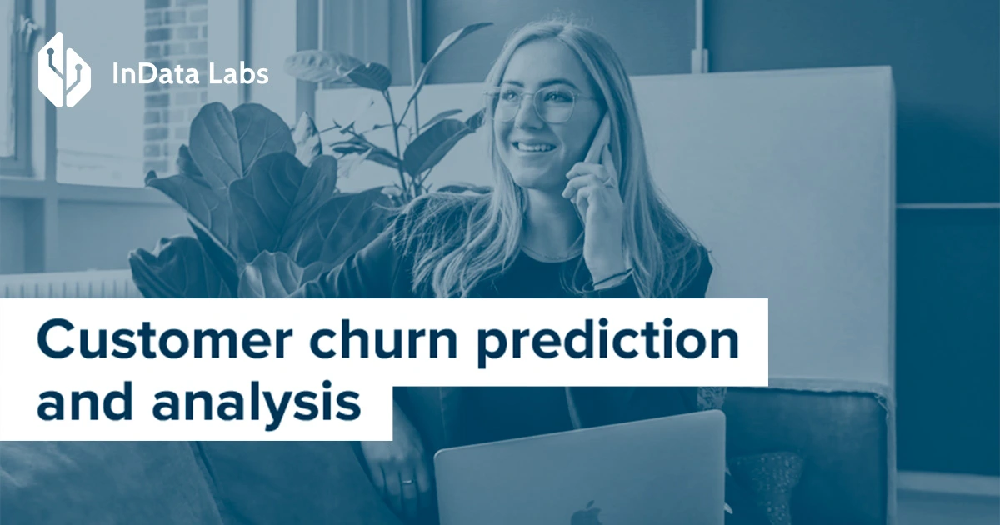 InData Labs
Customer churn prediction
and analysis